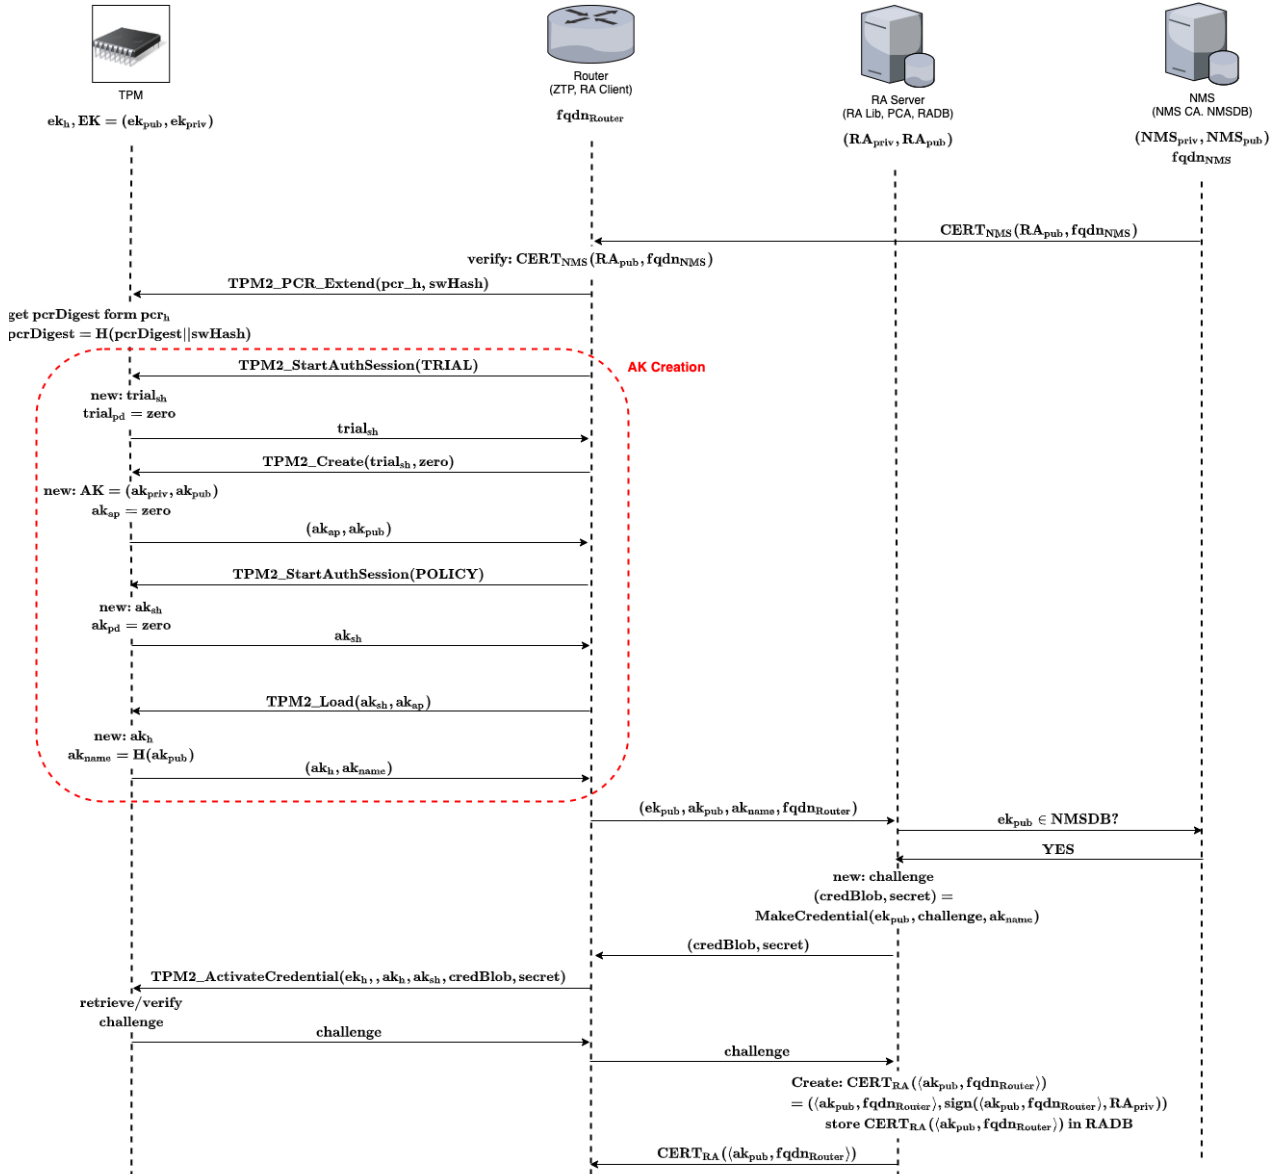 TPM
ek_h, EK = (ek_pub, ek_priv)
Router
(ZTP, RA Client)
fqdn_Router
RA Server
(RA Lib, PCA, RADB)
(RA_priv, RA_pub)
NMS
(NMS CA. NMSDB)
(NMS_priv, NMS_pub)
fqdn_NMS
CERT_NMS(RA_pub, fqdn_NMS)
verify: CERT_NMS(RA_pub, fqdn_NMS)
TPM2_PCR_Extend(pcr_h, swHash)
get pcrDigest form pcr_h
pcrDigest = H(pcrDigest||swHash)
AK Creation
TPM2_StartAuthSession(TRIAL)
new: trial_sh
trial_pd = zero
trial_sh
TPM2_Create(trial_sh, zero)
new: AK = (ak_priv, ak_pub)
ak_ap = zero
(ak_ap, ak_pub)
TPM2_StartAuthSession(POLICY)
new: ak_sh
ak_pd = zero
ak_sh
TPM2_Load(ak_sh, ak_ap)
new: ak_h
ak_name = H(ak_pub)
(ak_h, ak_name)
(ek_pub, ak_pub, ak_name, fqdn_Router)
ek_pub ∈ NMSDB?
YES
new: challenge
(credBlob, secret) =
MakeCredential(ek_pub, challenge, ak_name)
(credBlob, secret)
TPM2_ActivateCredential(ek_h, , ak_h, ak_sh, credBlob, secret)
retrieve/verify
challenge
challenge
challenge
Create: CERT_RA(⟨ak_pub, fqdn_Router⟩)
= (⟨ak_pub, fqdn_Router⟩, sign(⟨ak_pub, fqdn_Router⟩, RA_priv))
store CERT_RA(⟨ak_pub, fqdn_Router⟩) in RADB
CERT_RA(⟨ak_pub, fqdn_Router⟩)